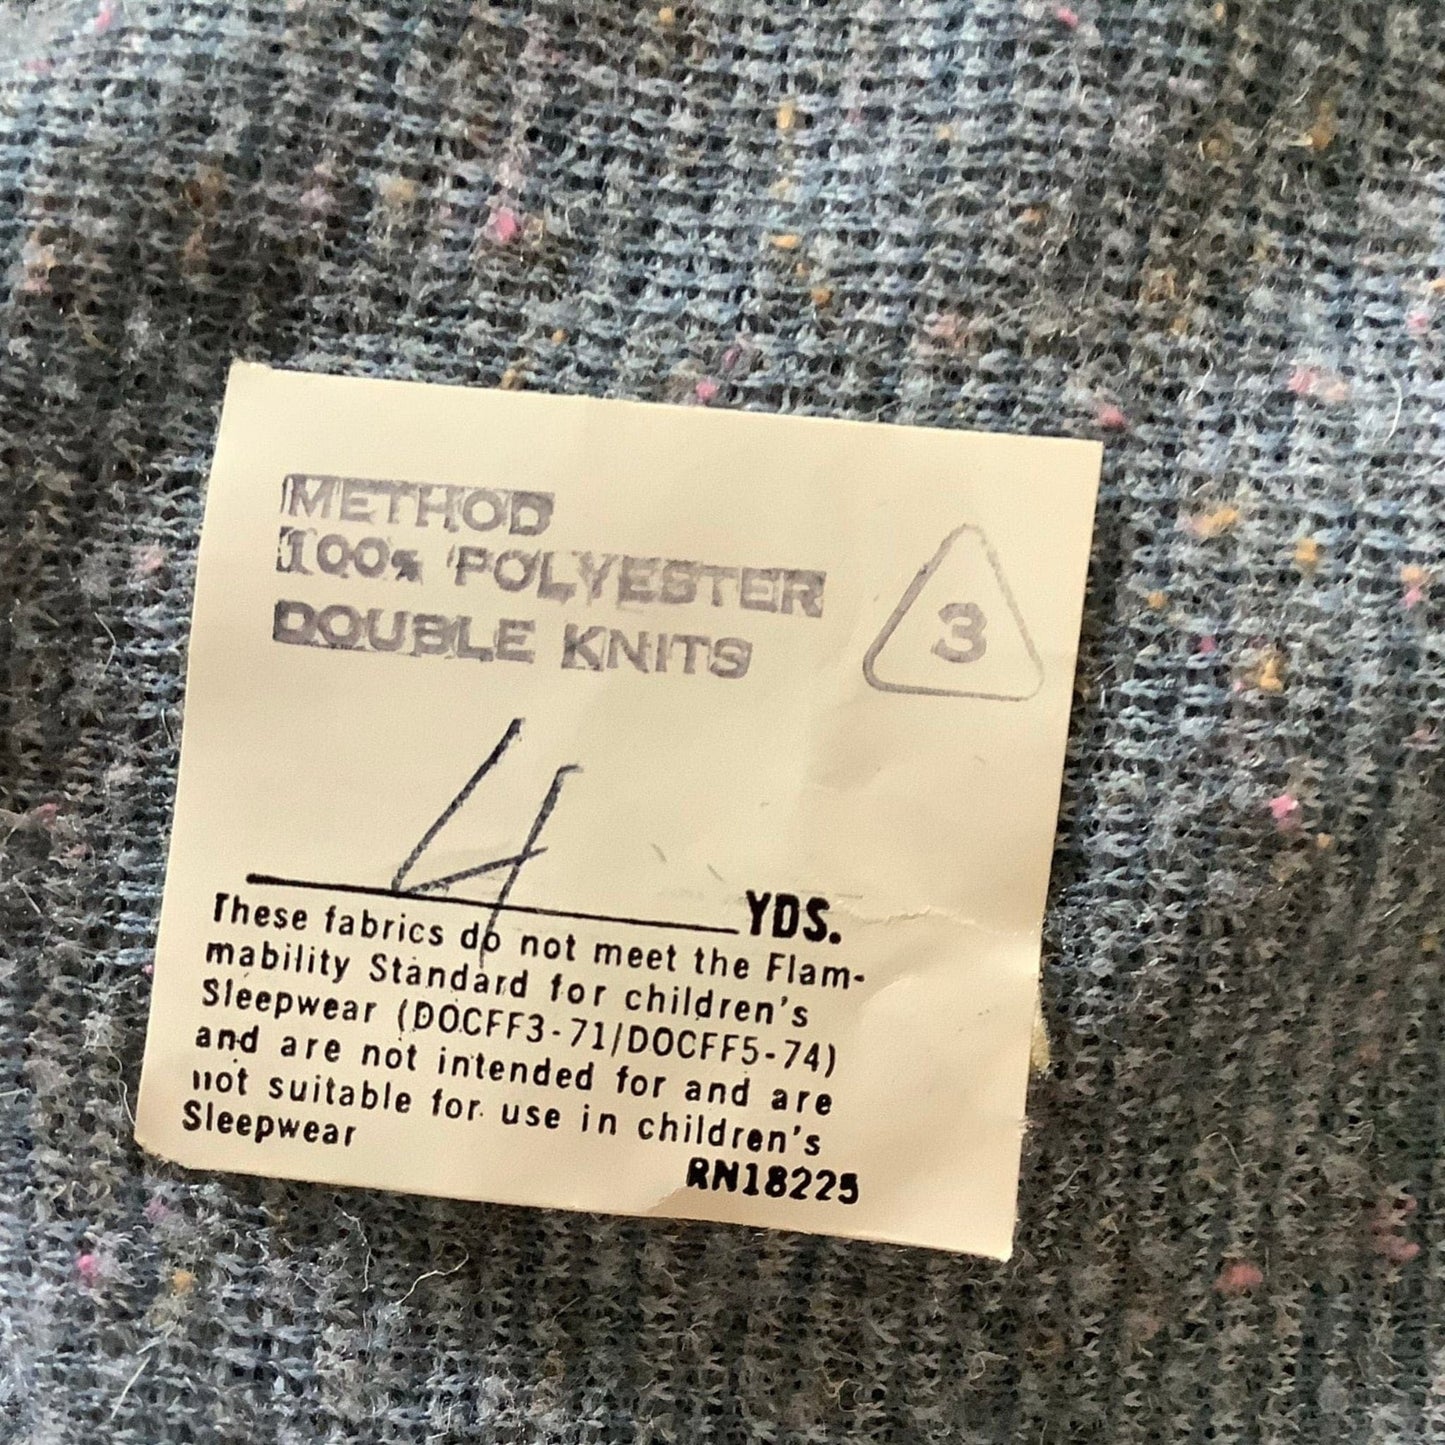 METHOD
100% POLYESTER
DOUBLE KNITS
3
4 YDS.
These fabrics do not meet the Flam-
mability Standard for children's
Sleepwear (DOCFF3-71/DOCFF5-74)
and are not intended for and are
not suitable for use in children's
Sleepwear
RN18225